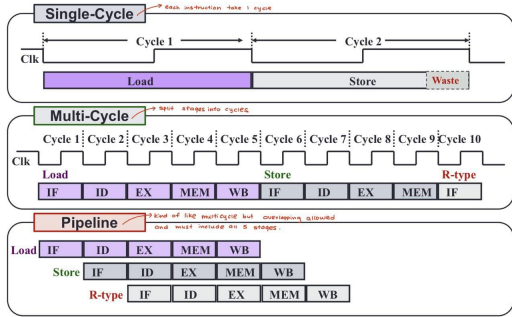 Single-Cycle
each instruction take 1 cycle
Cycle 1 Cycle 2
Clk
Load Store Waste
Multi-Cycle
split stages into cycles
Cycle 1 Cycle 2 Cycle 3 Cycle 4 Cycle 5 Cycle 6 Cycle 7 Cycle 8 Cycle 9 Cycle 10
Clk
Load Store R-type
IF ID EX MEM WB IF ID EX MEM IF
Pipeline
kind of like multicycle but overlapping allowed
and must include all 5 stages.
Load IF ID EX MEM WB
Store IF ID EX MEM WB
R-type IF ID EX MEM WB